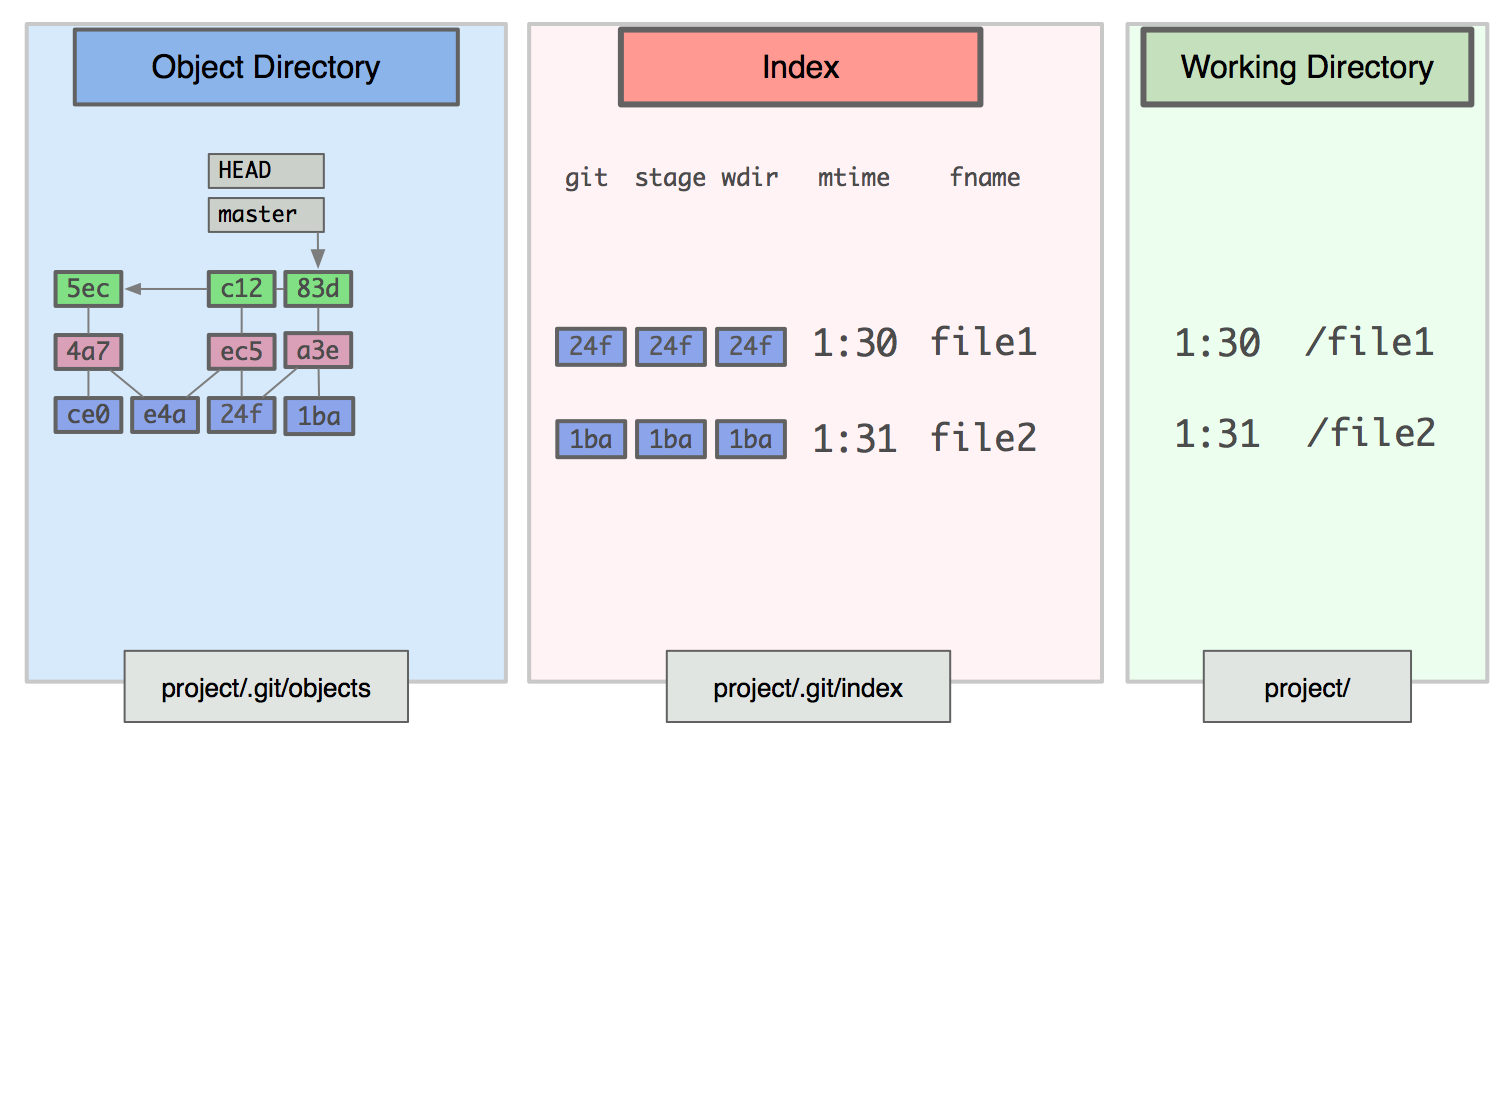 Object Directory
HEAD
master
5ec c12 83d
4a7 ec5 a3e
ce0 e4a 24f 1ba
project/.git/objects
Index
git stage wdir mtime fname
24f 24f 24f 1:30 file1
1ba 1ba 1ba 1:31 file2
project/.git/index
Working Directory
1:30 /file1
1:31 /file2
project/